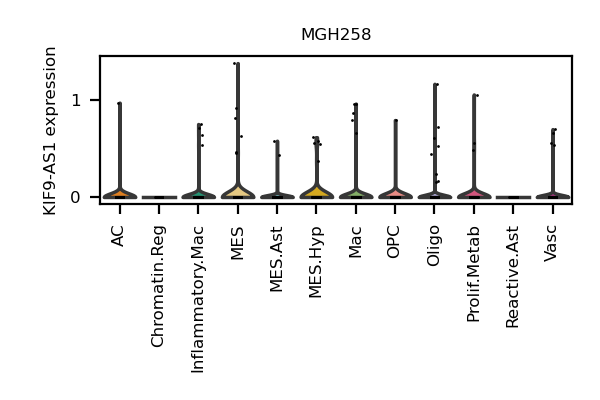 MGH258
KIF9-AS1 expression
1
0
AC
Chromatin.Reg
Inflammatory.Mac
MES
MES.Ast
MES.Hyp
Mac
OPC
Oligo
Prolif.Metab
Reactive.Ast
Vasc